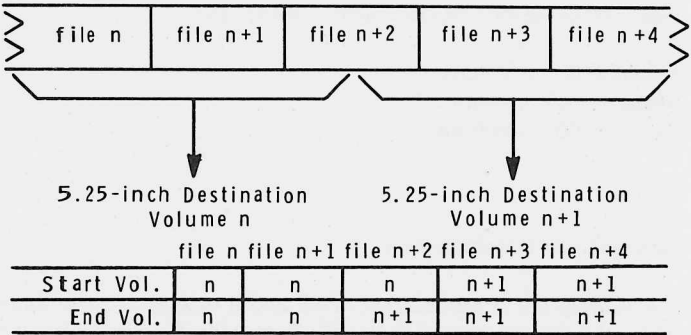 file n file n+1 file n+2 file n+3 file n+4
5.25-inch Destination 5.25-inch Destination
Volume n Volume n+1
file n file n+1 file n+2 file n+3 file n+4
Start Vol. n n n n+1 n+1
End Vol. n n n+1 n+1 n+1